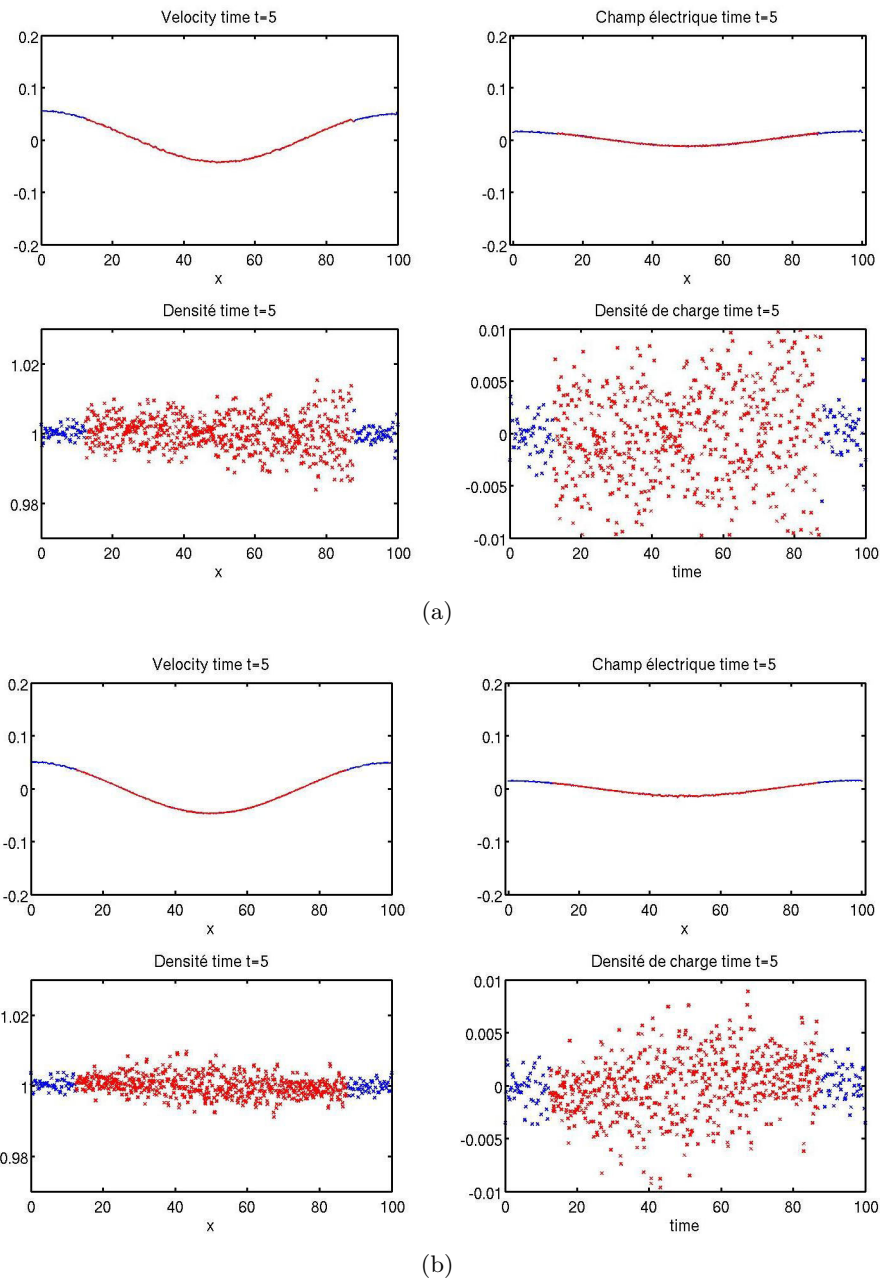 Velocity time t=5
Champ électrique time t=5
0.2
0.1
0
-0.1
-0.2
0 20 40 60 80 100
x
0.2
0.1
0
-0.1
-0.2
0 20 40 60 80 100
x
Densité time t=5
Densité de charge time t=5
1.02
1
0.98
0 20 40 60 80 100
x
0.01
0.005
0
-0.005
-0.01
0 20 40 60 80 100
time
(a)
Velocity time t=5
Champ électrique time t=5
0.2
0.1
0
-0.1
-0.2
0 20 40 60 80 100
x
0.2
0.1
0
-0.1
-0.2
0 20 40 60 80 100
x
Densité time t=5
Densité de charge time t=5
1.02
1
0.98
0 20 40 60 80 100
x
0.01
0.005
0
-0.005
-0.01
0 20 40 60 80 100
time
(b)